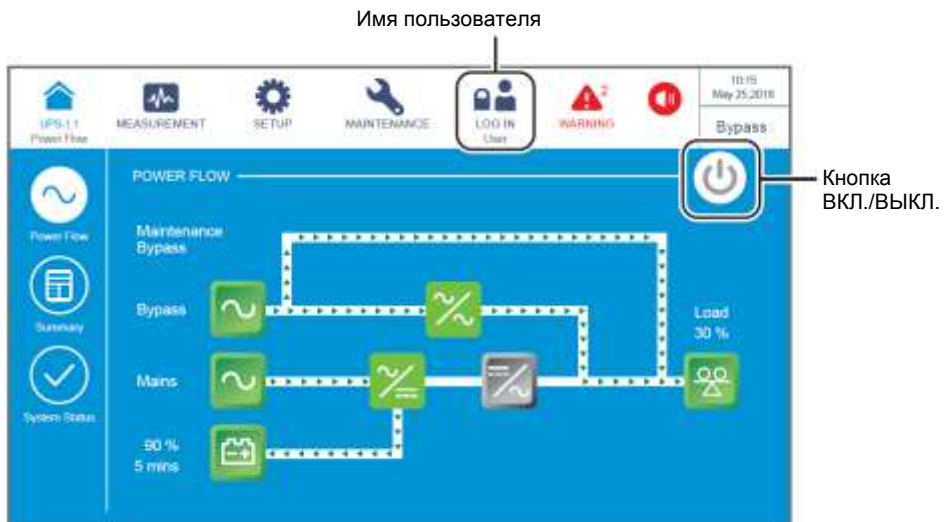 Имя пользователя
UPS-1.1
Power Flow
MEASUREMENT
SETUP
MAINTENANCE
LOG IN
User
2
WARNING
10:15
May 25,2018
Bypass
POWER FLOW
Кнопка
ВКЛ./ВЫКЛ.
Power Flow
Maintenance
Bypass
Summary
Bypass
Load
30 %
Mains
System Status
90 %
5 mins